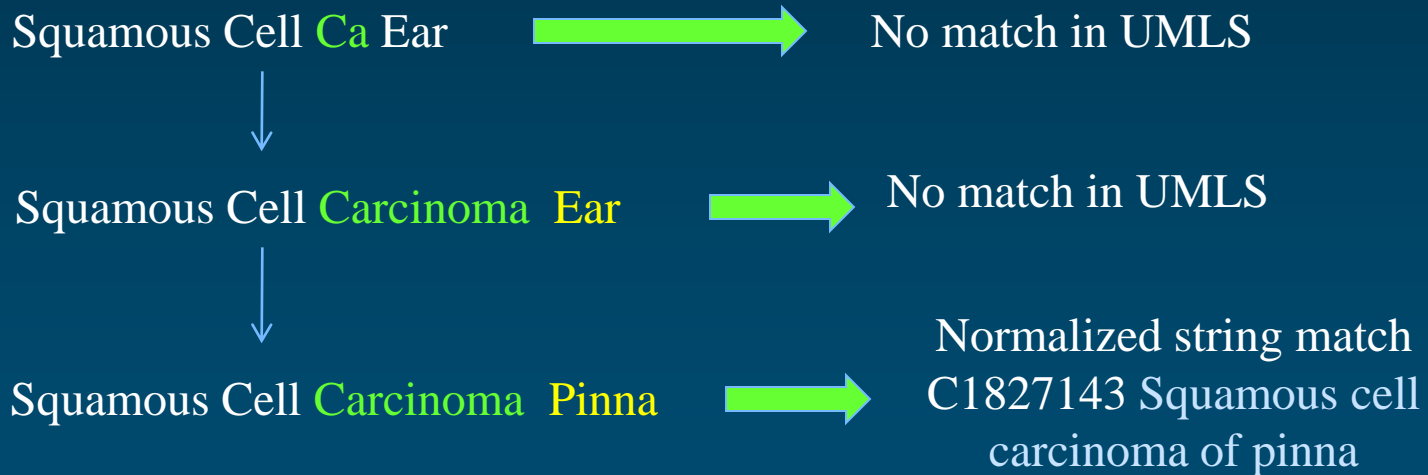 Squamous Cell Ca Ear
No match in UMLS
Squamous Cell Carcinoma Ear
No match in UMLS
Squamous Cell Carcinoma Pinna
Normalized string match
C1827143 Squamous cell
carcinoma of pinna